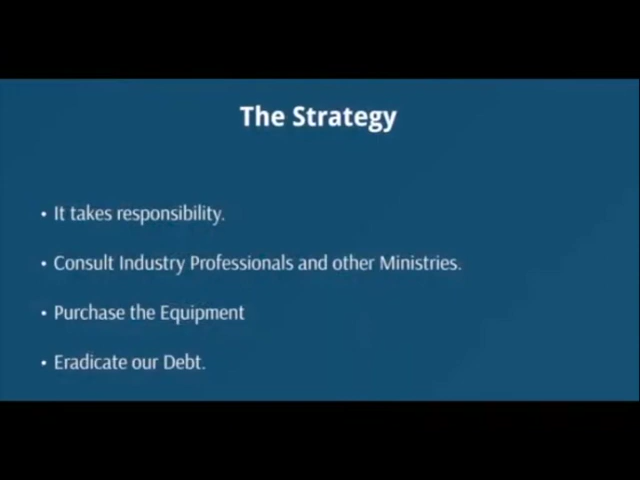 The Strategy
• It takes responsibility.
• Consult Industry Professionals and other Ministries.
• Purchase the Equipment
• Eradicate our Debt.